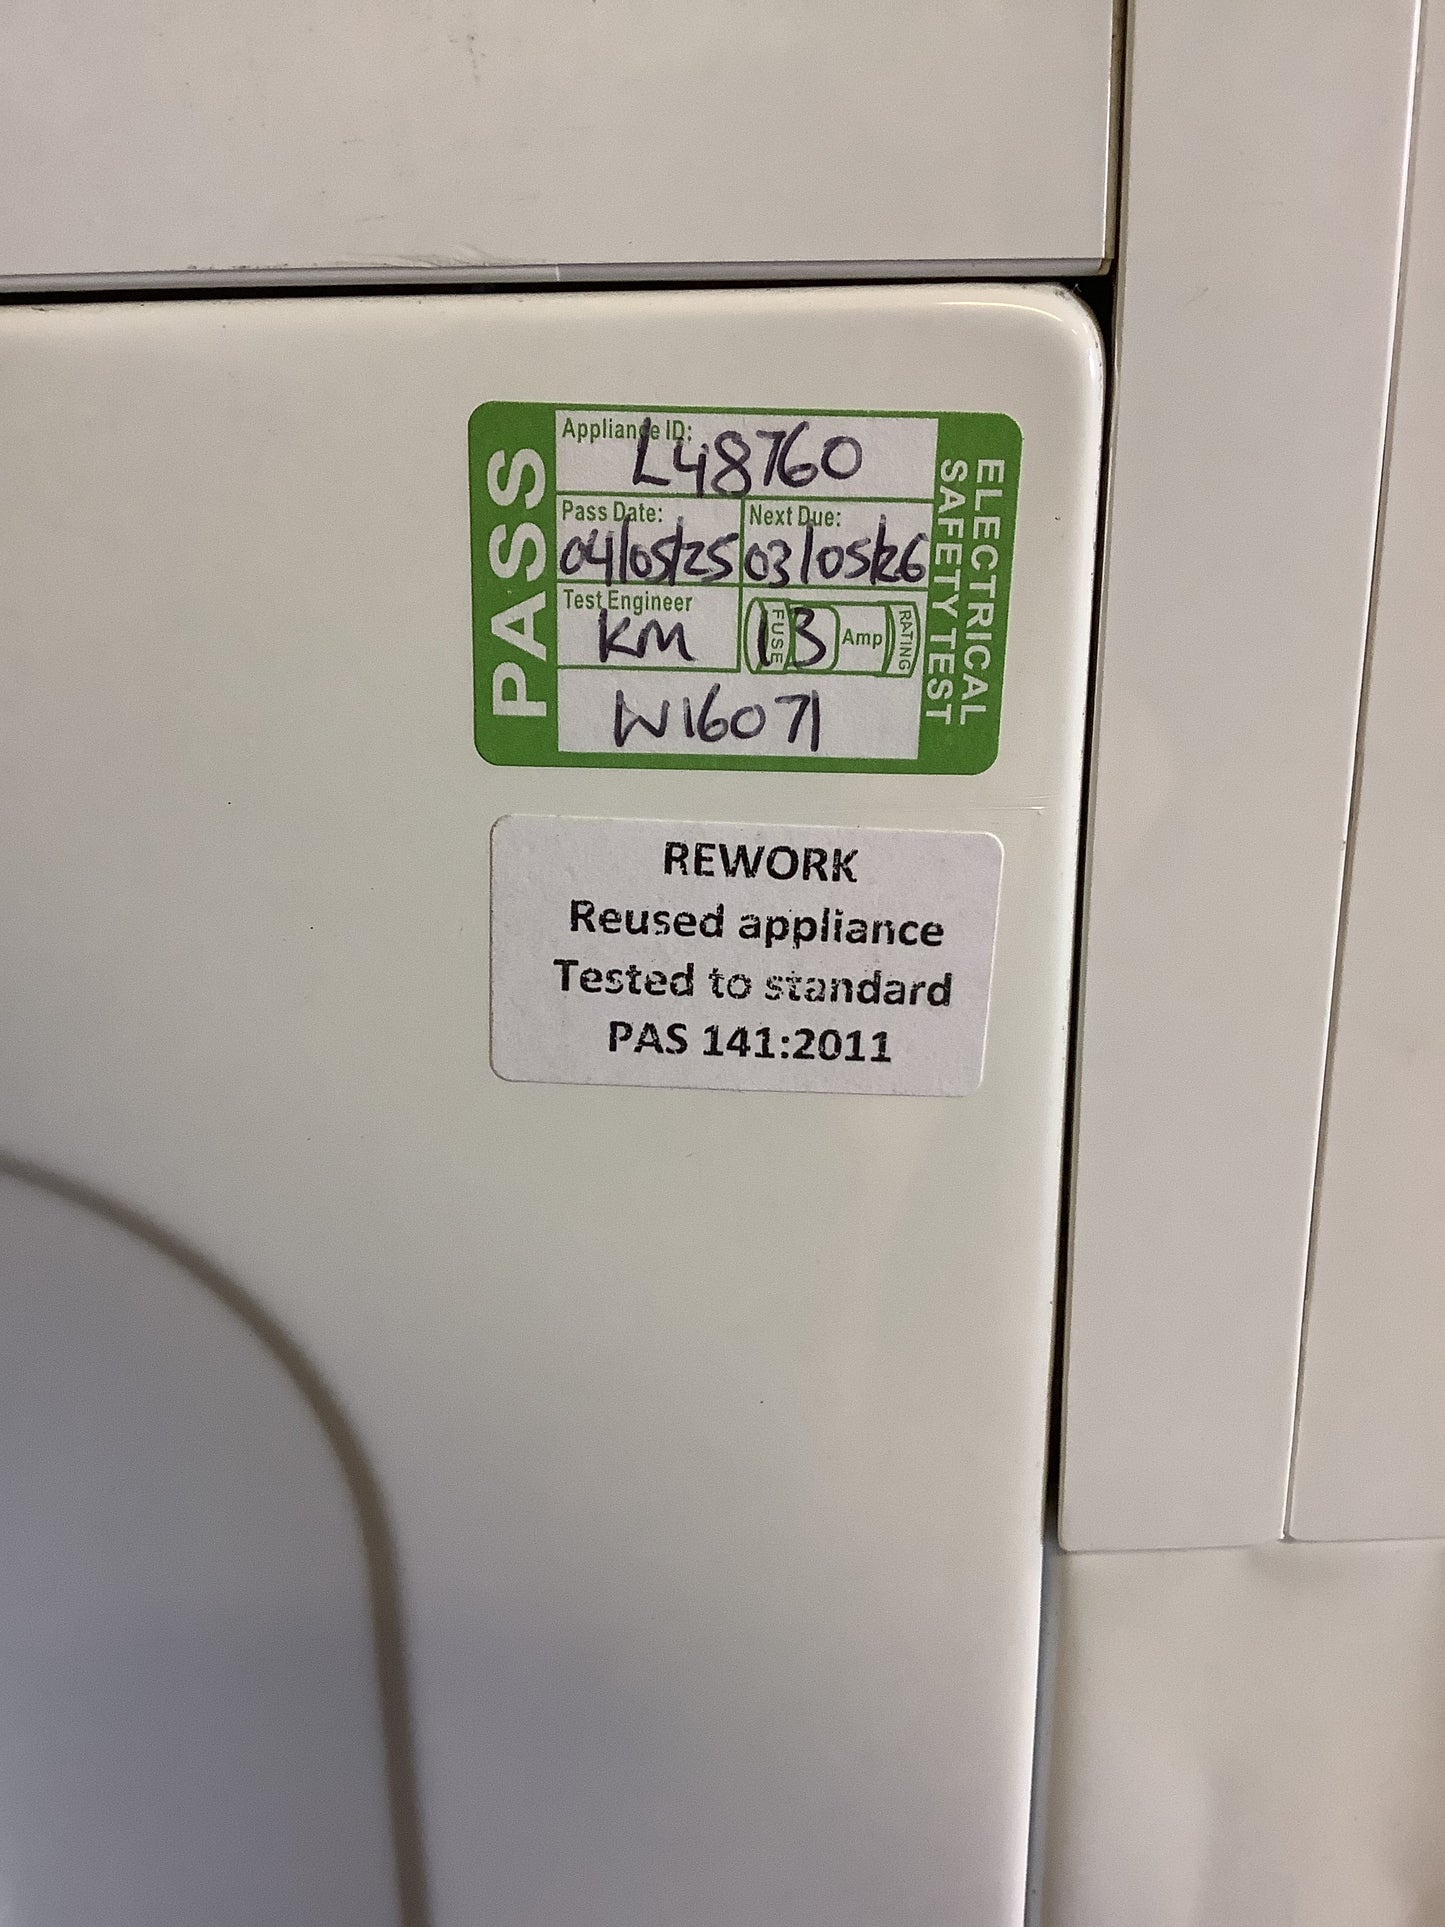 PASS
Appliance ID:
L48760
Pass Date: Next Due:
04/05/25 03/05/26
Test Engineer
KM
FUSE 13 Amp RATING
W16071
ELECTRICAL
SAFETY TEST
REWORK
Reused appliance
Tested to standard
PAS 141:2011